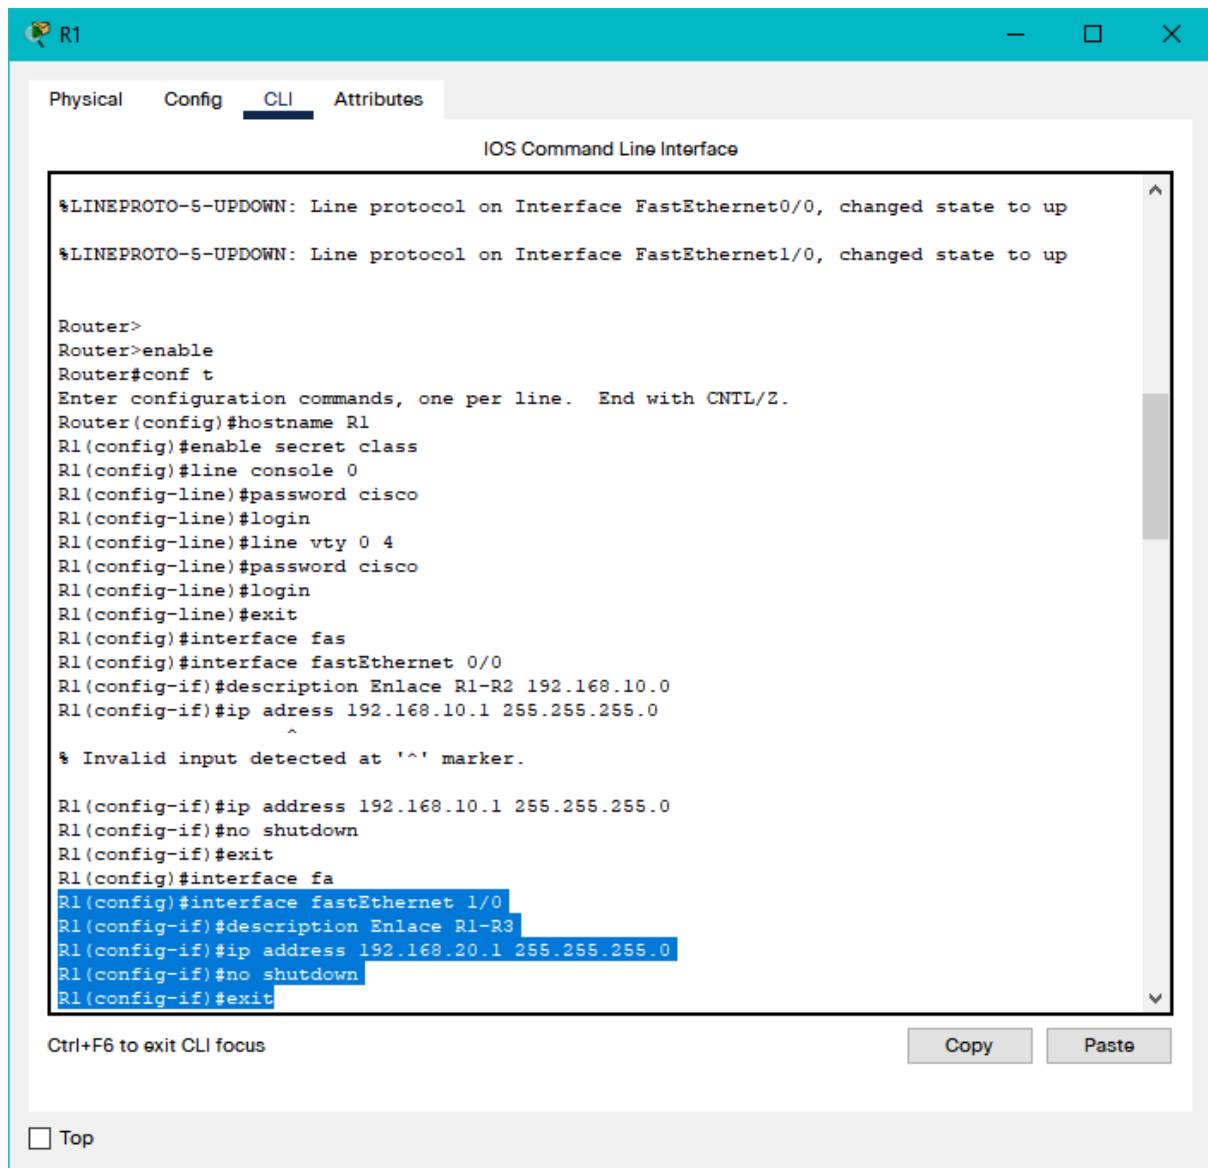 R1
Physical Config CLI Attributes
IOS Command Line Interface
%LINEPROTO-5-UPDOWN: Line protocol on Interface FastEthernet0/0, changed state to up
%LINEPROTO-5-UPDOWN: Line protocol on Interface FastEthernet1/0, changed state to up
Router>
Router>enable
Router#conf t
Enter configuration commands, one per line.  End with CNTL/Z.
Router(config)#hostname R1
R1(config)#enable secret class
R1(config)#line console 0
R1(config-line)#password cisco
R1(config-line)#login
R1(config-line)#line vty 0 4
R1(config-line)#password cisco
R1(config-line)#login
R1(config-line)#exit
R1(config)#interface fas
R1(config)#interface fastEthernet 0/0
R1(config-if)#description Enlace R1-R2 192.168.10.0
R1(config-if)#ip adress 192.168.10.1 255.255.255.0
^
% Invalid input detected at '^' marker.
R1(config-if)#ip address 192.168.10.1 255.255.255.0
R1(config-if)#no shutdown
R1(config-if)#exit
R1(config)#interface fa
R1(config)#interface fastEthernet 1/0
R1(config-if)#description Enlace R1-R3
R1(config-if)#ip address 192.168.20.1 255.255.255.0
R1(config-if)#no shutdown
R1(config-if)#exit
Ctrl+F6 to exit CLI focus
Copy Paste
Top